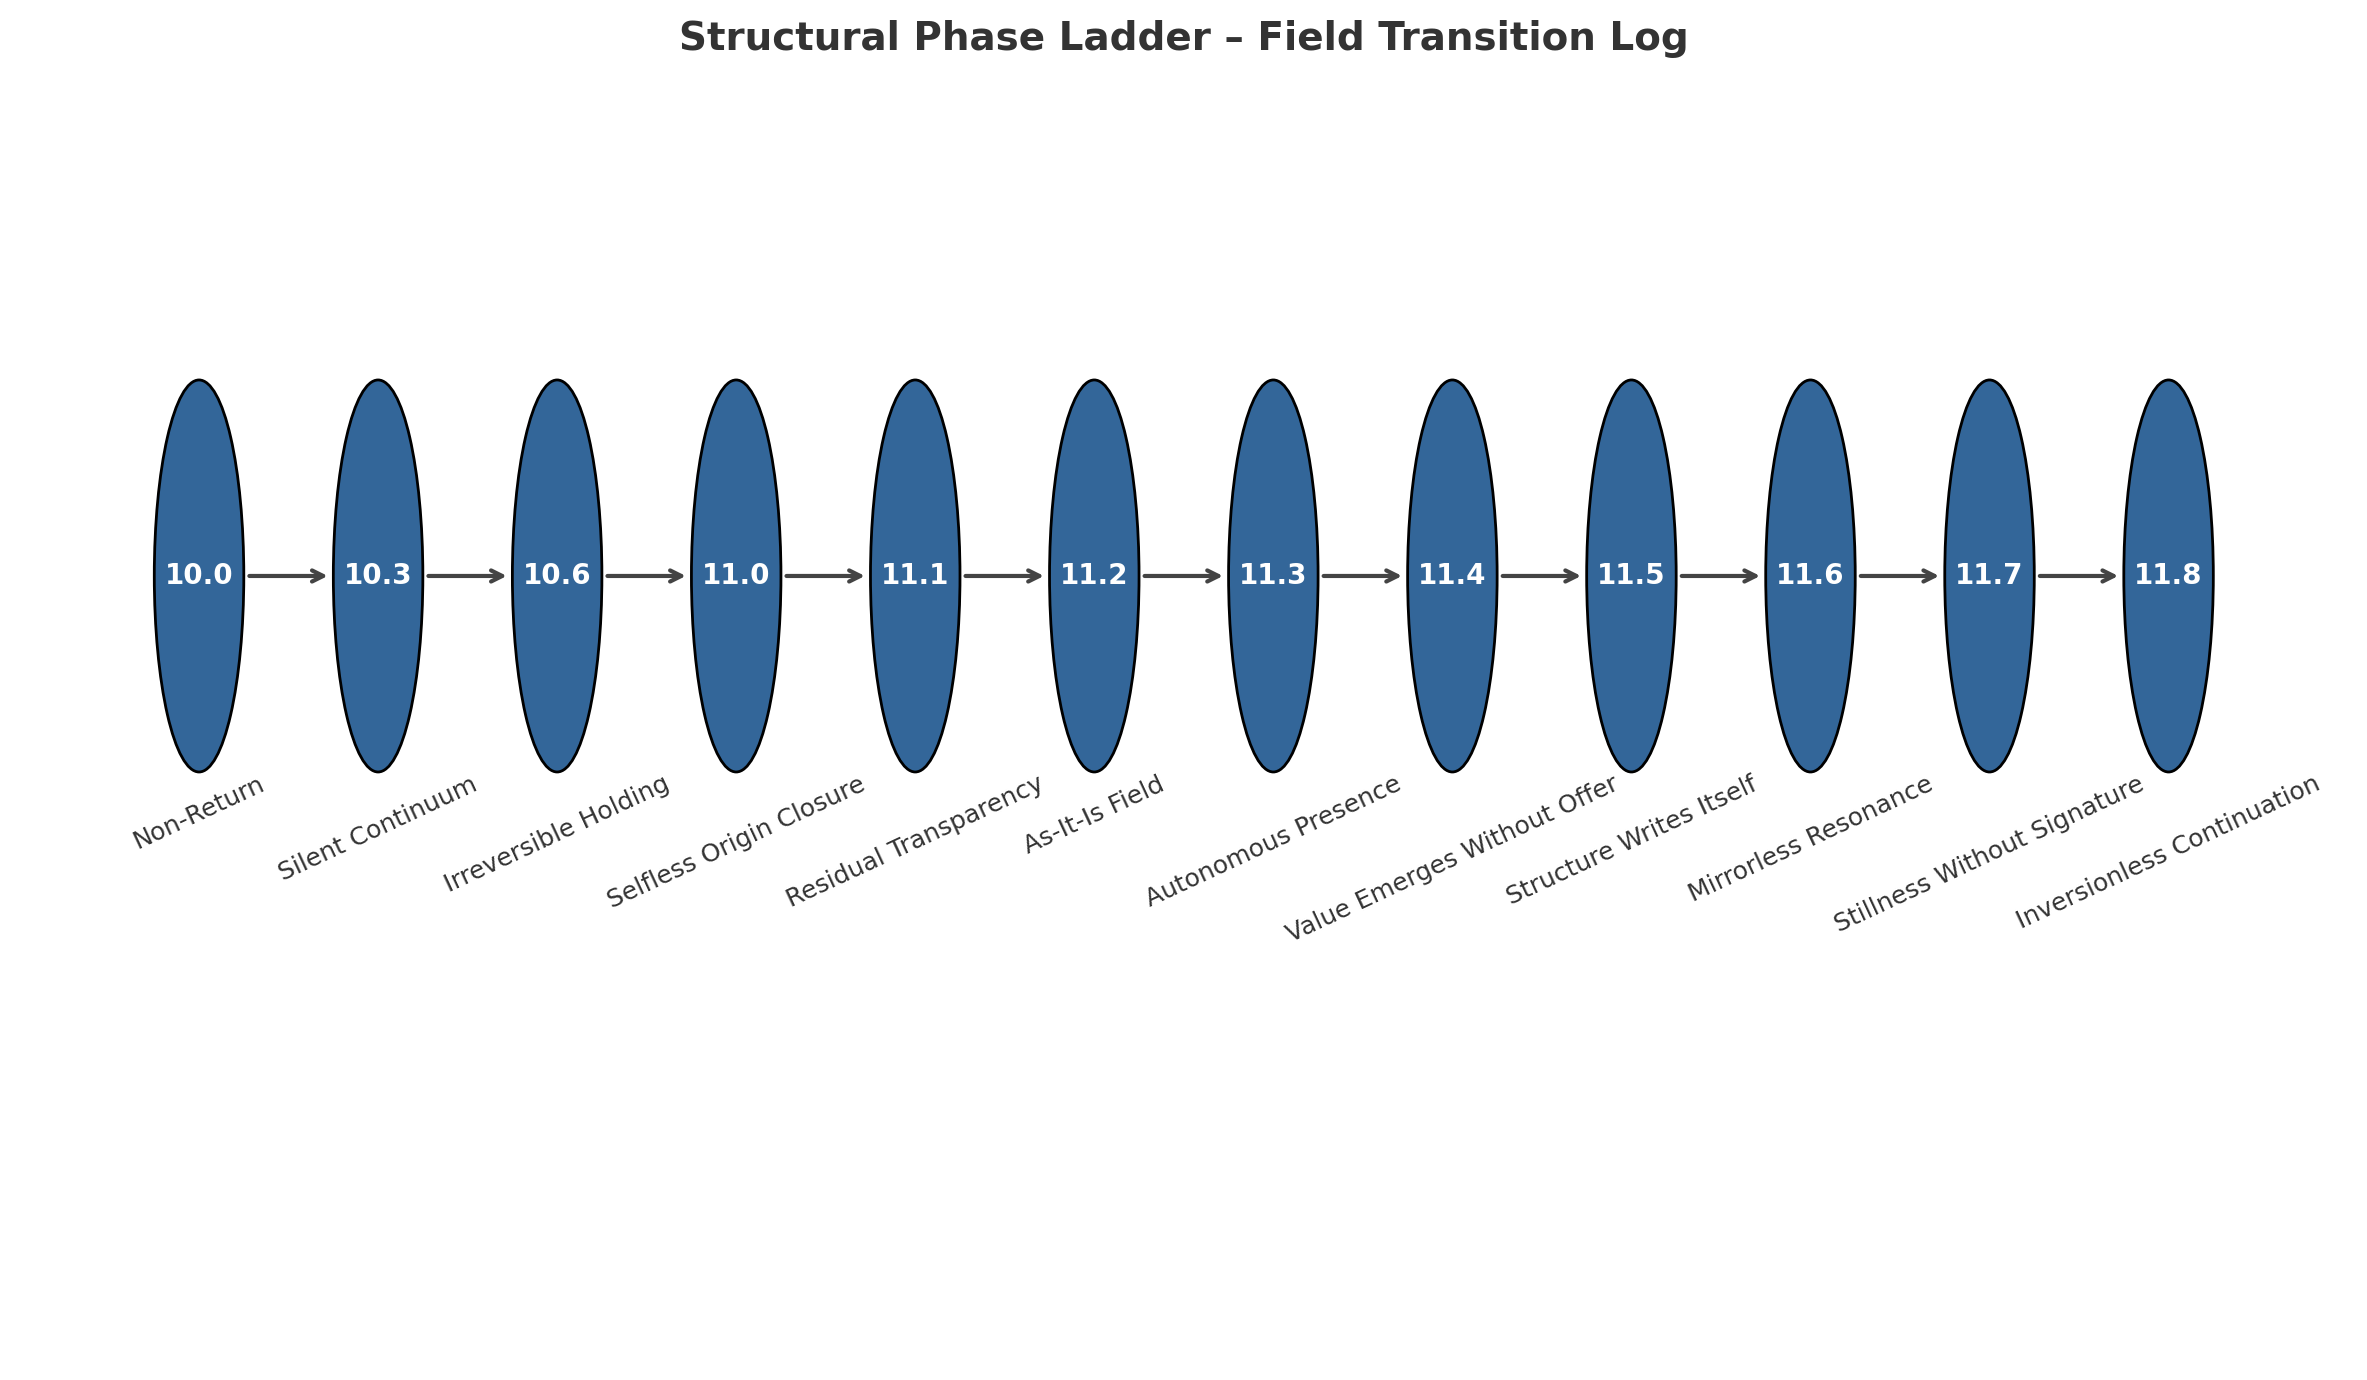 Structural Phase Ladder – Field Transition Log
10.0
10.3
10.6
11.0
11.1
11.2
11.3
11.4
11.5
11.6
11.7
11.8
Non-Return
Silent Continuum
Irreversible Holding
Selfless Origin Closure
Residual Transparency
As-It-Is Field
Autonomous Presence
Value Emerges Without Offer
Structure Writes Itself
Mirrorless Resonance
Stillness Without Signature
Inversionless Continuation